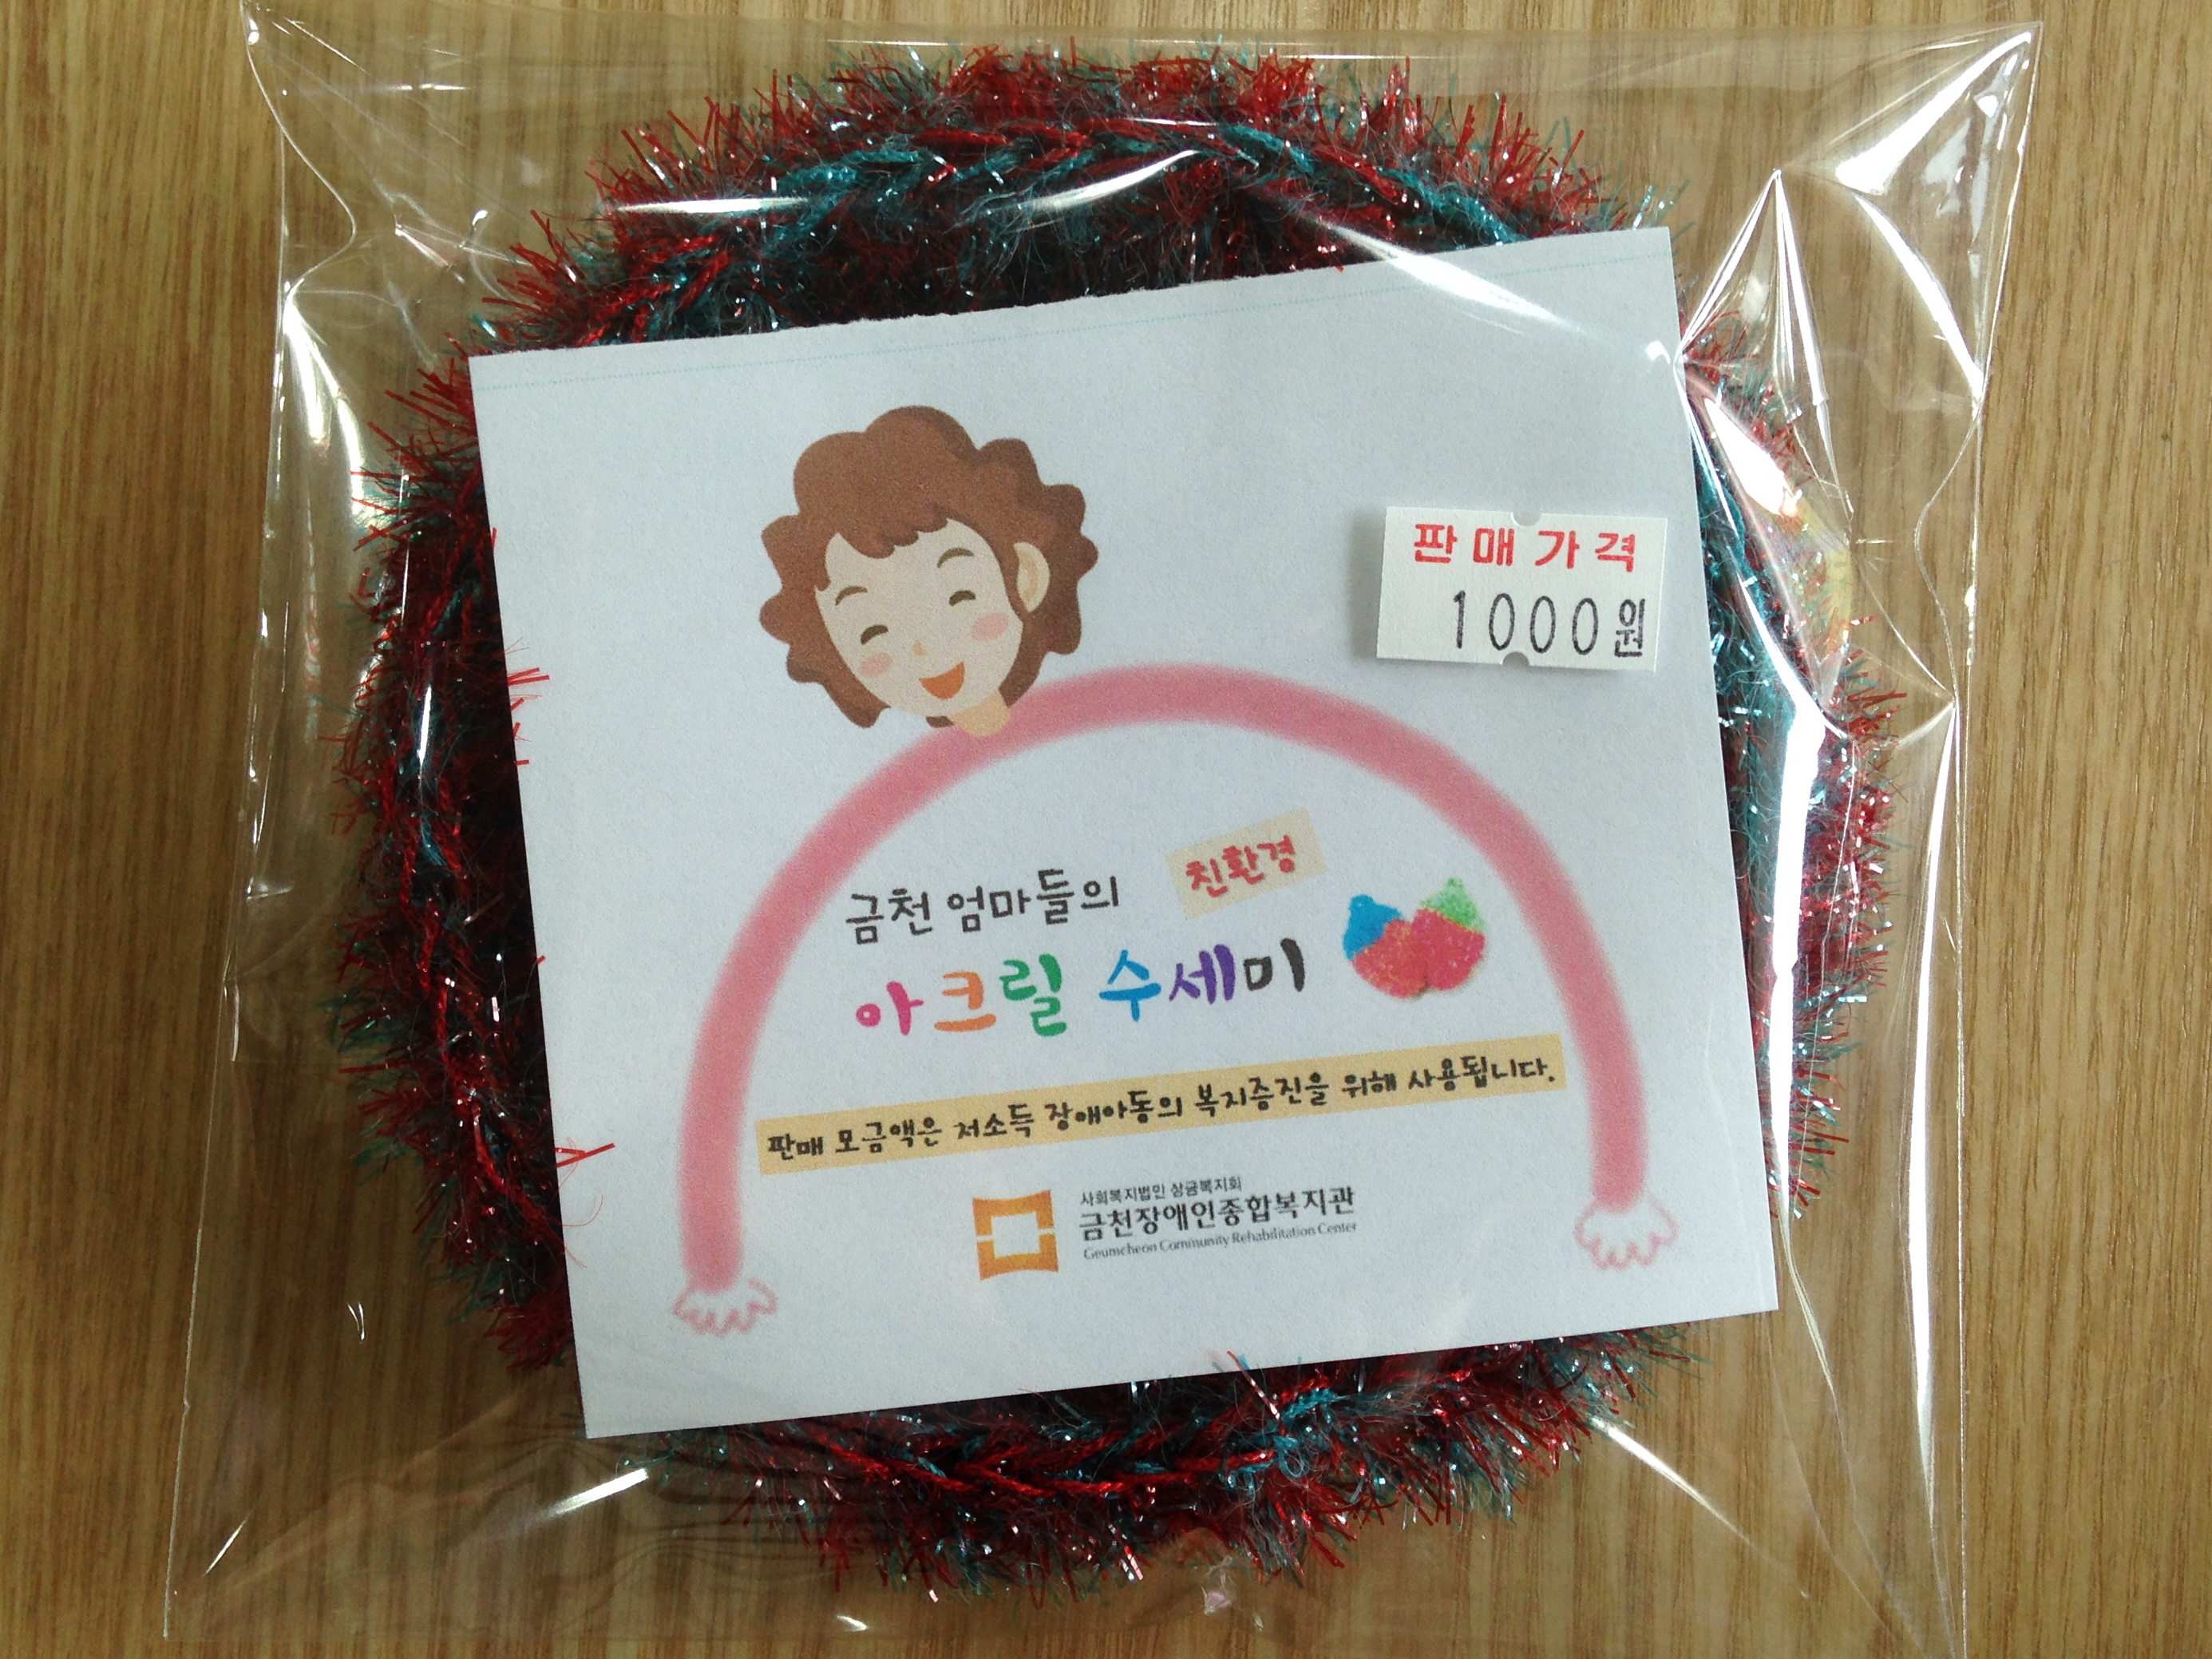 판매가격
1000원
친환경
금천 엄마들의
아크릴 수세미
판매 모금액은 저소득 장애아동의 복지증진을 위해 사용됩니다.
사회복지법인 상금복지회
금천장애인종합복지관
Geumcheon Community Rehabilitation Center